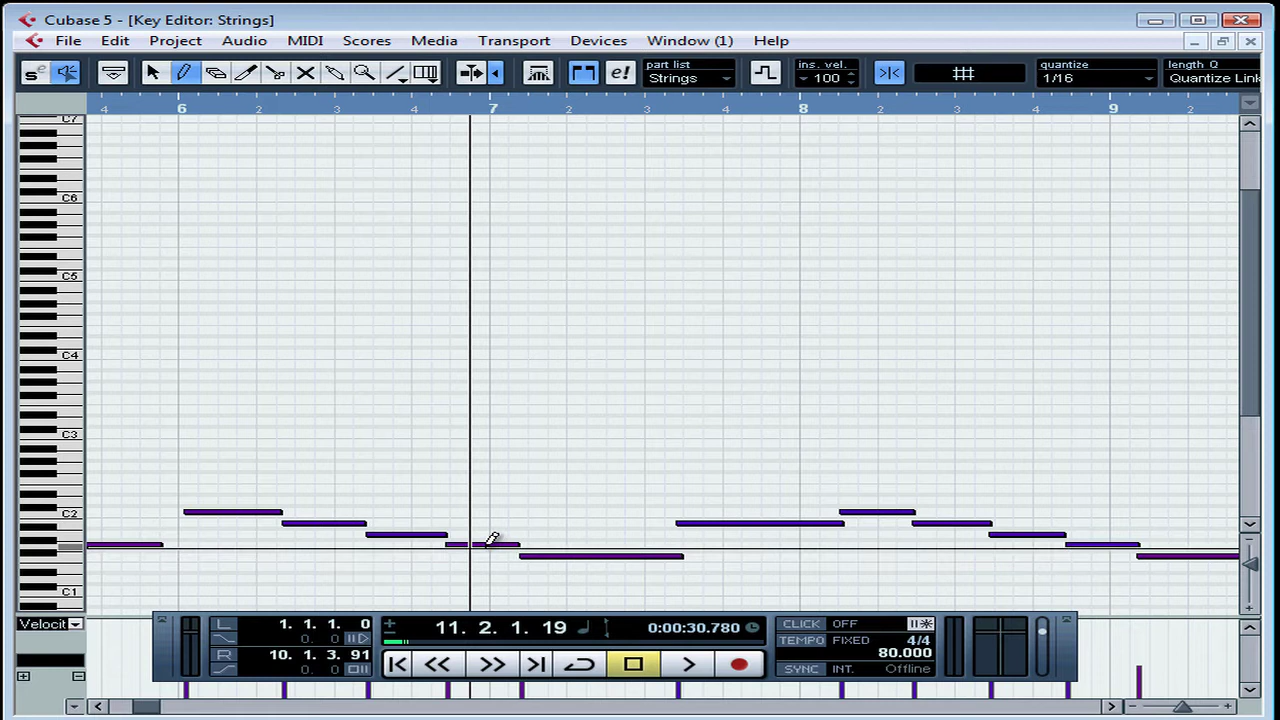 Cubase 5 - [Key Editor: Strings]
File Edit Project Audio MIDI Scores Media Transport Devices Window (1) Help
part list ins. vel. quantize length Q
Strings 100 1/16 Quantize Link
4 6 2 3 4 7 2 3 4 8 2 3 4 9 2
C7
C6
C5
C4
C3
C2
C1
Velocit
L 1. 1. 1. 0
0. 0
R 10. 1. 3. 91
0. 0
11. 2. 1. 19 0:00:30.780
CLICK OFF
TEMPO FIXED 4/4
80.000
SYNC INT. Offline